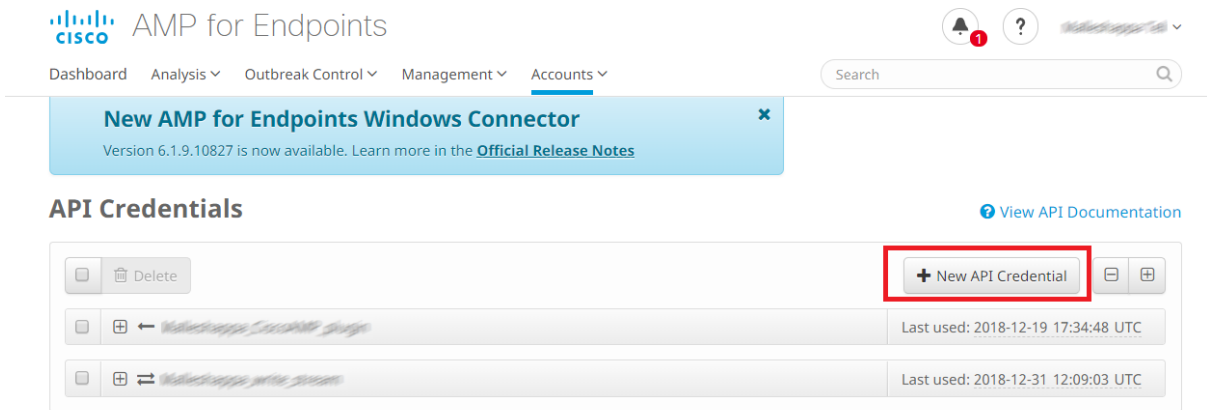 CISCO AMP for Endpoints
1
?
Dashboard Analysis Outbreak Control Management Accounts Search
New AMP for Endpoints Windows Connector
Version 6.1.9.10827 is now available. Learn more in the Official Release Notes
API Credentials
View API Documentation
Delete
New API Credential
Last used: 2018-12-19 17:34:48 UTC
Last used: 2018-12-31 12:09:03 UTC